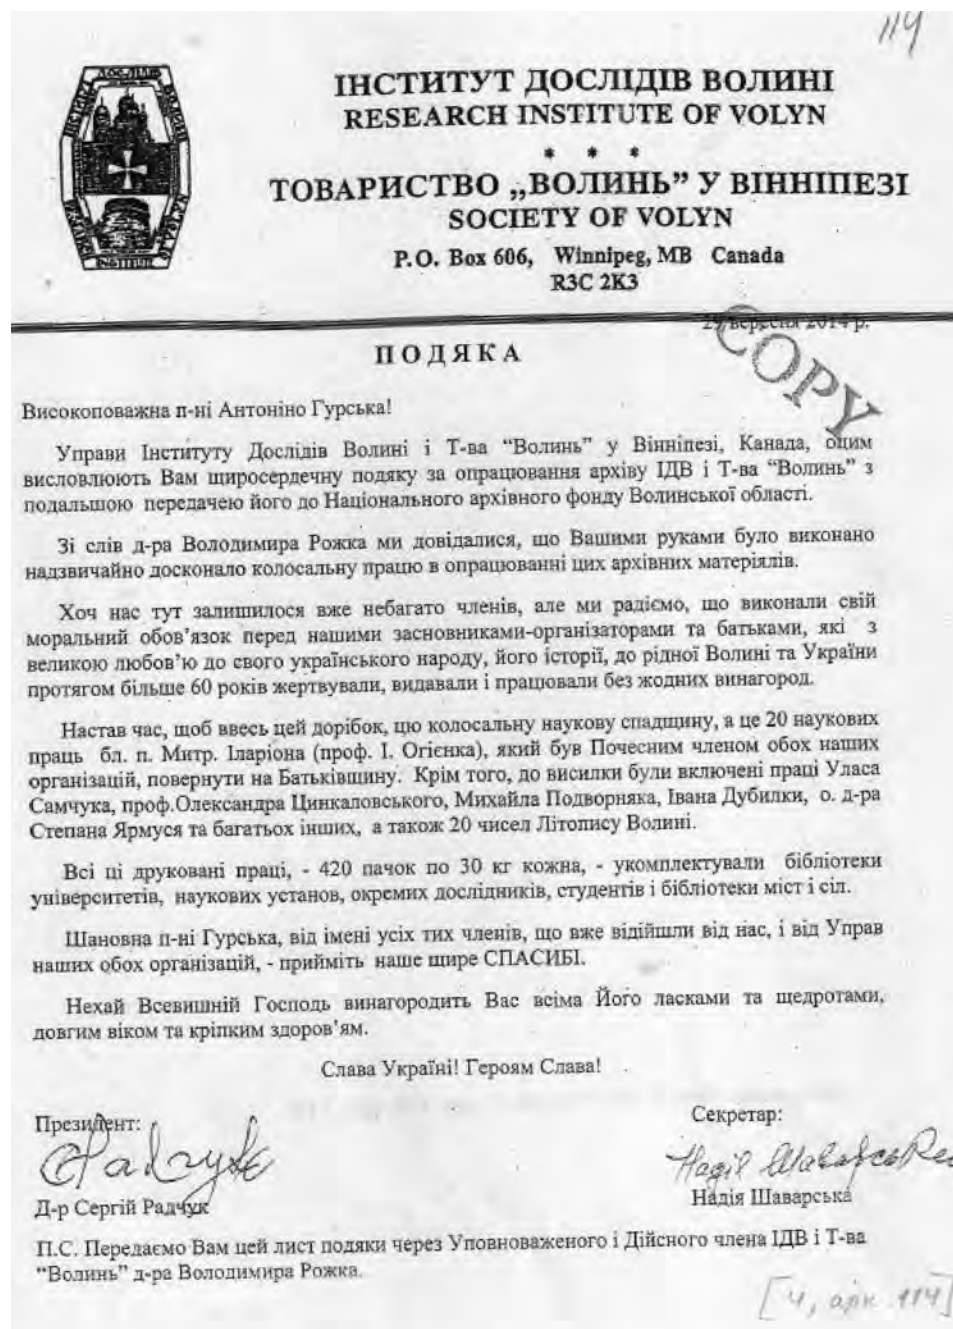 114
ІНСТИТУТ ДОСЛІДІВ ВОЛИНІ
RESEARCH INSTITUTE OF VOLYN
* * *
ТОВАРИСТВО „ВОЛИНЬ” У ВІННІПЕЗІ
SOCIETY OF VOLYN
P.O. Box 606, Winnipeg, MB Canada
R3C 2K3
29 вересня 2014 р.
COPY
ПОДЯКА
Високоповажна п-ні Антоніно Гурська!
Управи Інституту Дослідів Волині і Т-ва “Волинь” у Вінніпезі, Канада, оцим
висловлюють Вам щиросердечну подяку за опрацювання архіву ІДВ і Т-ва “Волинь” з
подальшою передачею його до Національного архівного фонду Волинської області.
Зі слів д-ра Володимира Рожка ми довідалися, що Вашими руками було виконано
надзвичайно досконало колосальну працю в опрацюванні цих архівних матеріялів.
Хоч нас тут залишилося вже небагато членів, але ми радіємо, що виконали свій
моральний обов’язок перед нашими засновниками-організаторами та батьками, які з
великою любов’ю до свого українського народу, його історії, до рідної Волині та України
протягом більше 60 років жертвували, видавали і працювали без жодних винагород.
Настав час, щоб ввесь цей дорібок, цю колосальну наукову спадщину, а це 20 наукових
праць бл. п. Митр. Іларіона (проф. І. Огієнка), який був Почесним членом обох наших
організацій, повернути на Батьківщину. Крім того, до висилки були включені праці Уласа
Самчука, проф.Олександра Цинкаловського, Михайла Подворняка, Івана Дубилки, о. д-ра
Степана Ярмуся та багатьох інших, а також 20 чисел Літопису Волині.
Всі ці друковані праці, - 420 пачок по 30 кг кожна, - укомплектували бібліотеки
університетів, наукових установ, окремих дослідників, студентів і бібліотеки міст і сіл.
Шановна п-ні Гурська, від імені усіх тих членів, що вже відійшли від нас, і від Управ
наших обох організацій, - прийміть наше щире СПАСИБІ.
Нехай Всевишній Господь винагородить Вас всіма Його ласками та щедротами,
довгим віком та кріпким здоров’ям.
Слава Україні! Героям Слава!
Президент:
Д-р Сергій Радчук
Секретар:
Надія Шаварська
П.С. Передаємо Вам цей лист подяки через Уповноваженого і Дійсного члена ІДВ і Т-ва
“Волинь” д-ра Володимира Рожка.
[4, арк. 114]